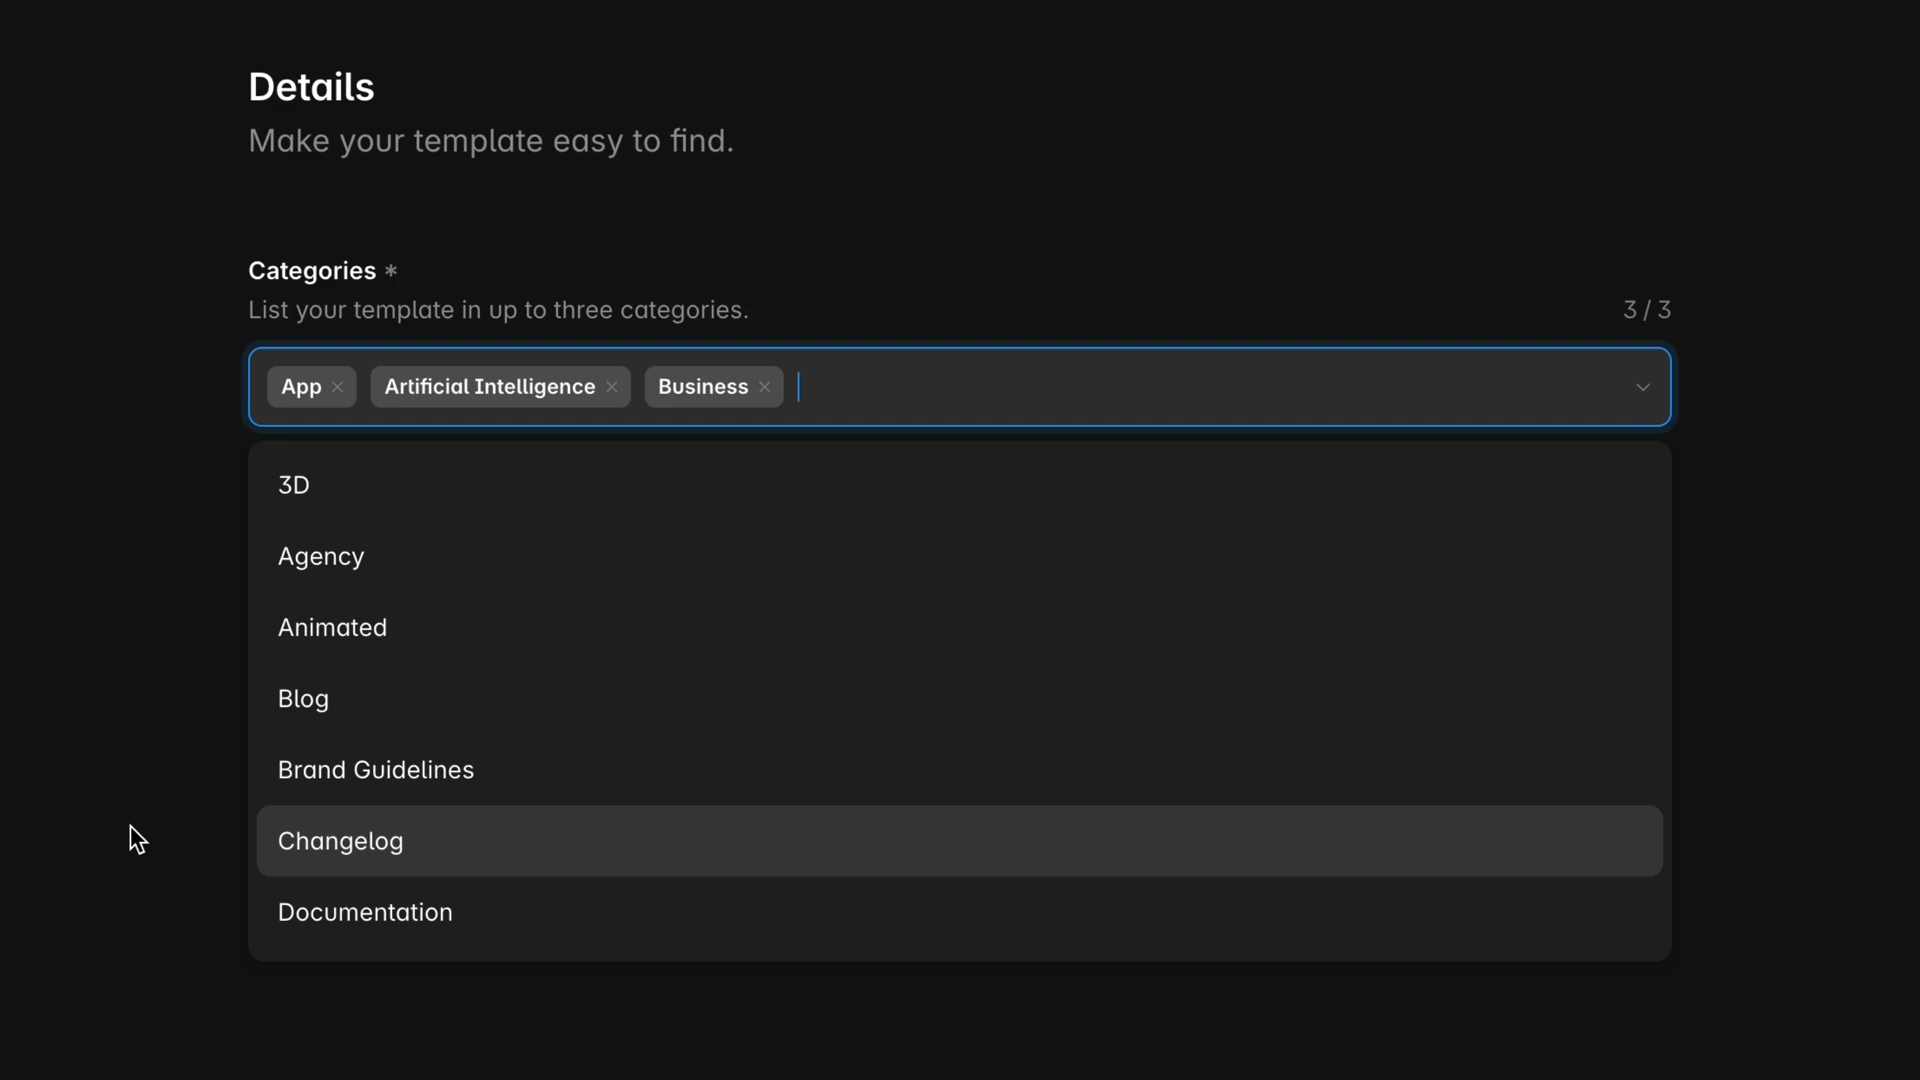 Details
Make your template easy to find.
Categories *
List your template in up to three categories.
3 / 3
App
Artificial Intelligence
Business
3D
Agency
Animated
Blog
Brand Guidelines
Changelog
Documentation